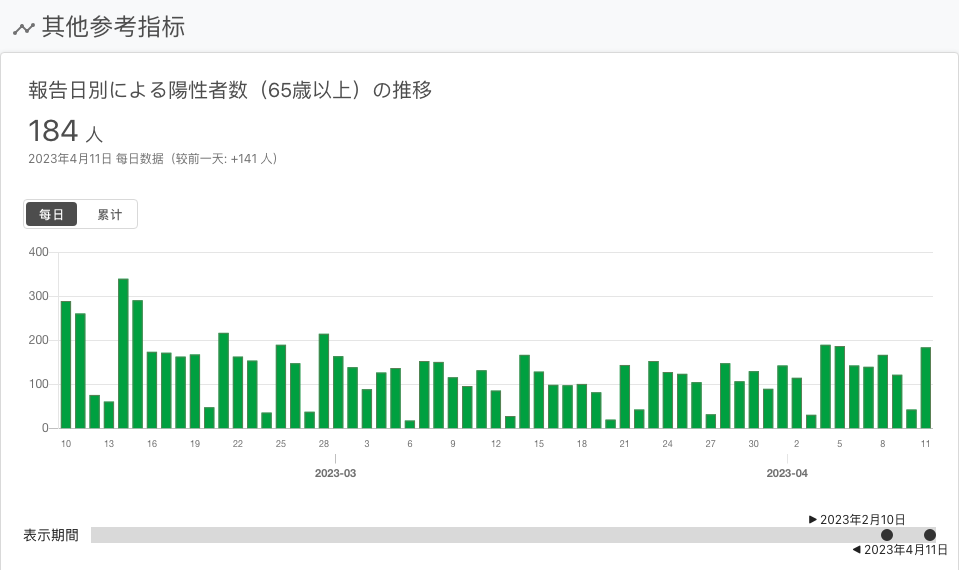 其他参考指标
報告日別による陽性者数（65歳以上）の推移
184 人
2023年4月11日 每日数据（较前一天: +141 人）
每日 累计
400
300
200
100
0
10 13 16 19 22 25 28 3 6 9 12 15 18 21 24 27 30 2 5 8 11
2023-03 2023-04
▶ 2023年2月10日
表示期間
◀ 2023年4月11日